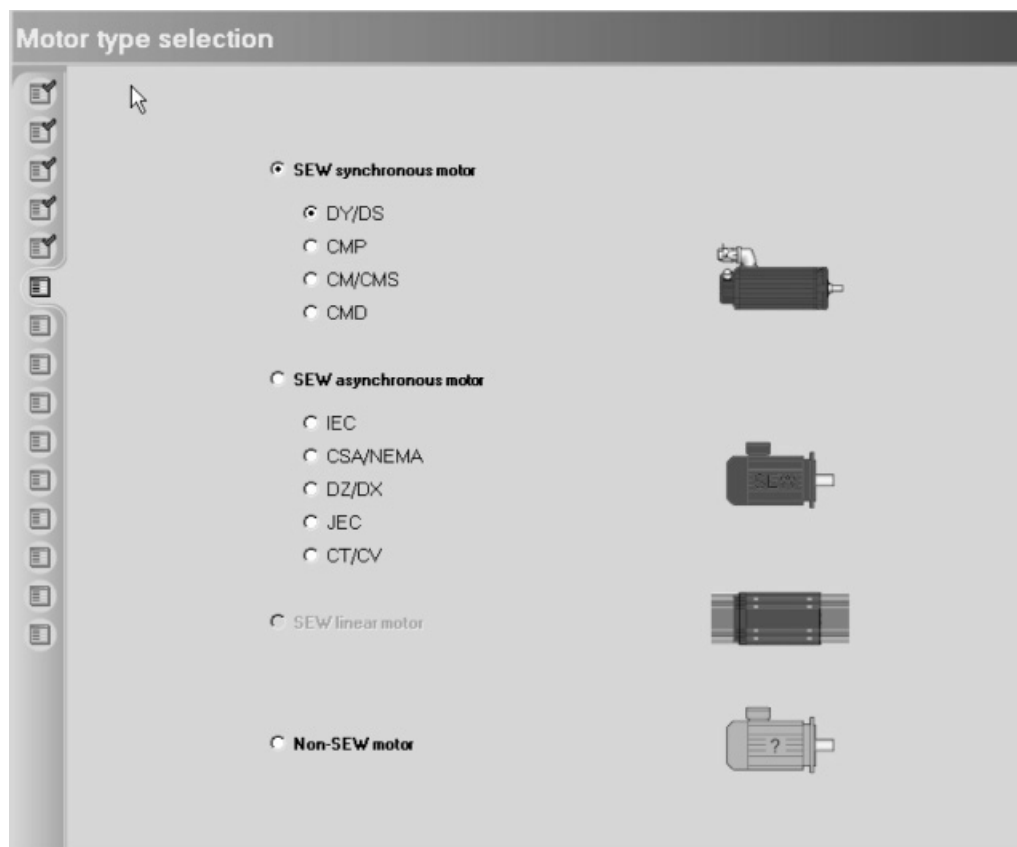 Motor type selection
SEW synchronous motor
DY/DS
CMP
CM/CMS
CMD
SEW asynchronous motor
IEC
CSA/NEMA
DZ/DX
JEC
CT/CV
SEW
SEW linear motor
Non-SEW motor
?